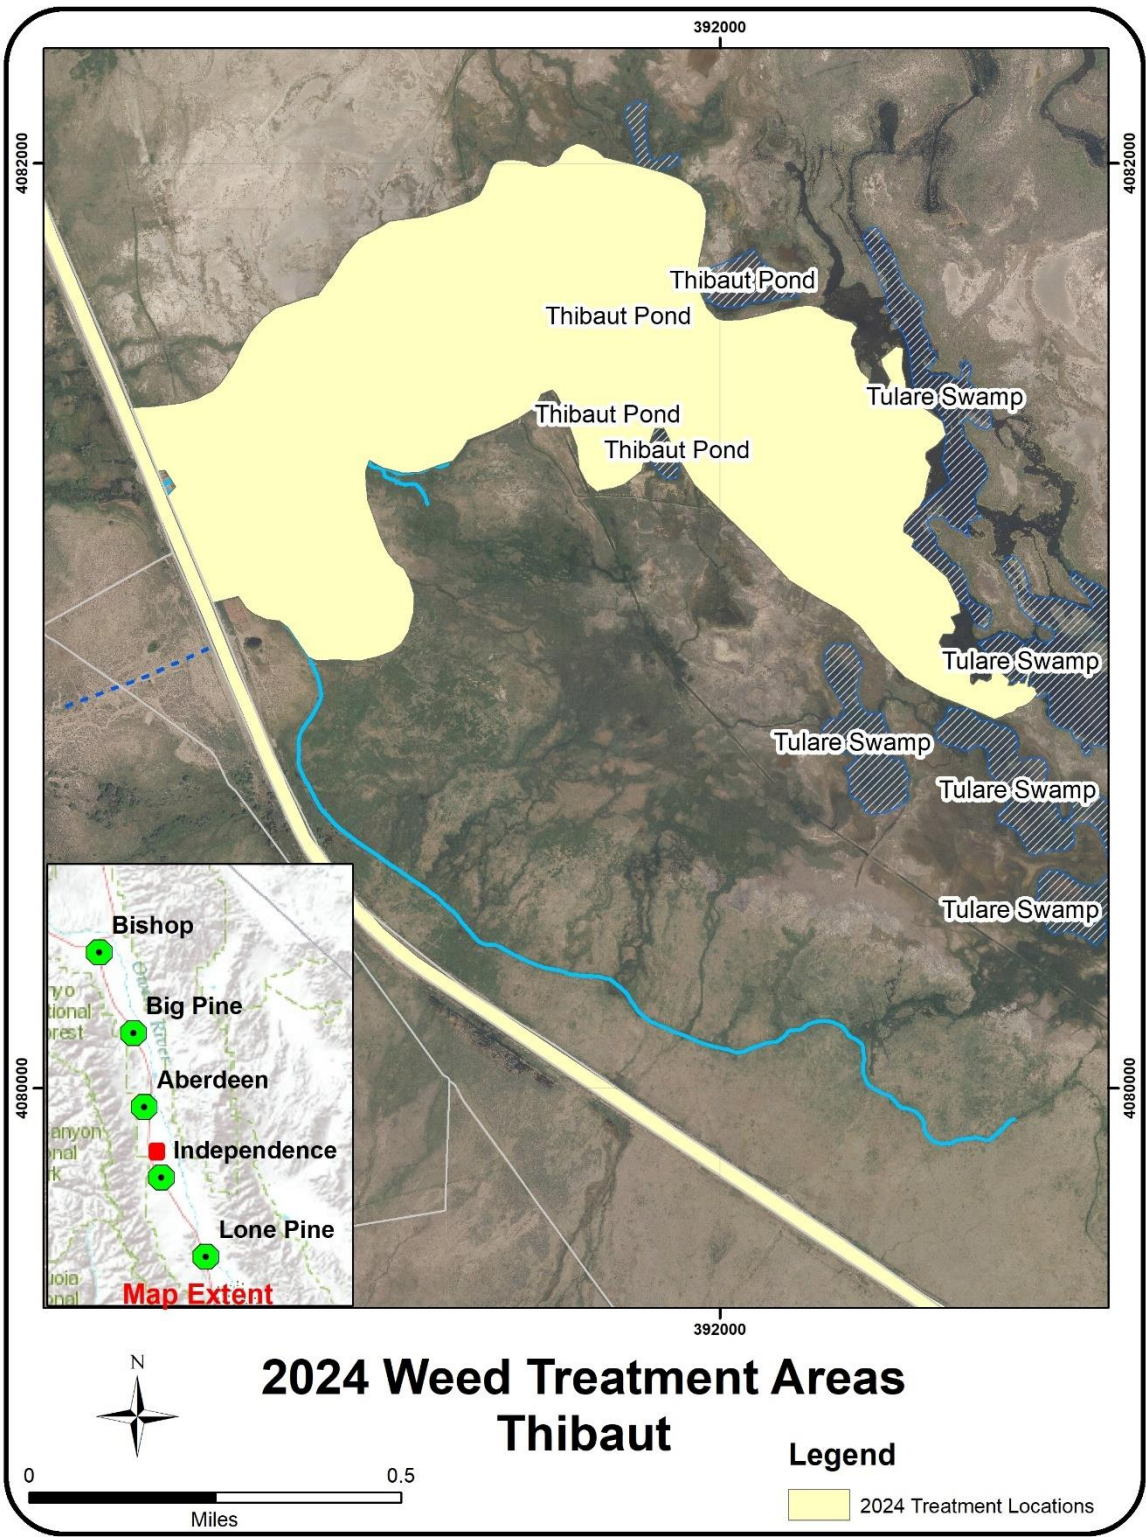 392000
4082000
4082000
Thibaut Pond
Thibaut Pond
Tulare Swamp
Thibaut Pond
Thibaut Pond
Tulare Swamp
Tulare Swamp
Tulare Swamp
Tulare Swamp
Bishop
Big Pine
Aberdeen
Independence
Lone Pine
Map Extent
4080000
4080000
392000
N
2024 Weed Treatment Areas
Thibaut
Legend
2024 Treatment Locations
0 0.5
Miles